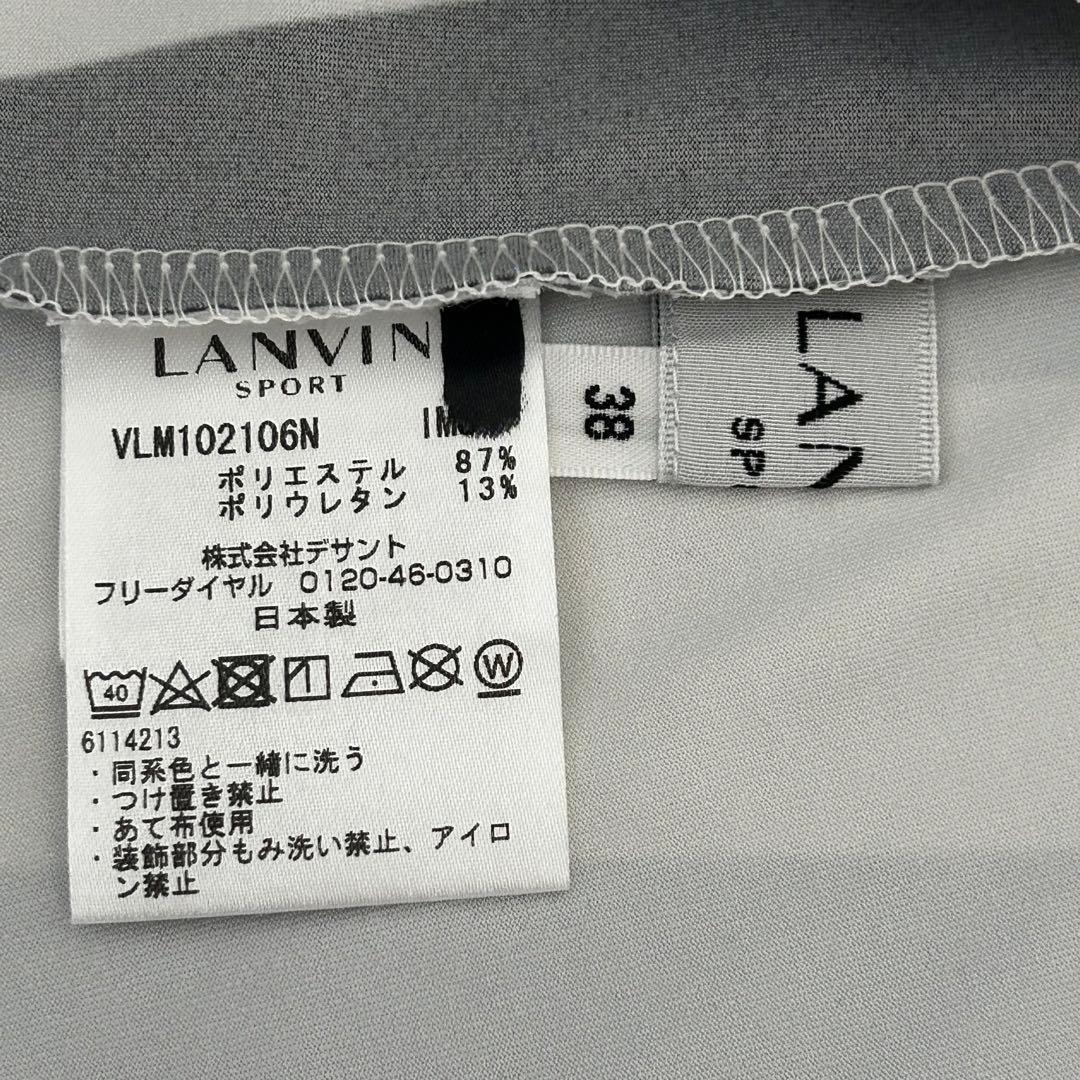 LANVIN
SPORT
VLM102106N
ポリエステル 87%
ポリウレタン 13%
株式会社デサント
フリーダイヤル 0120-46-0310
日本製
40
W
6114213
・同系色と一緒に洗う
・つけ置き禁止
・あて布使用
・装飾部分もみ洗い禁止、アイロ
ン禁止
38
LAN
SP